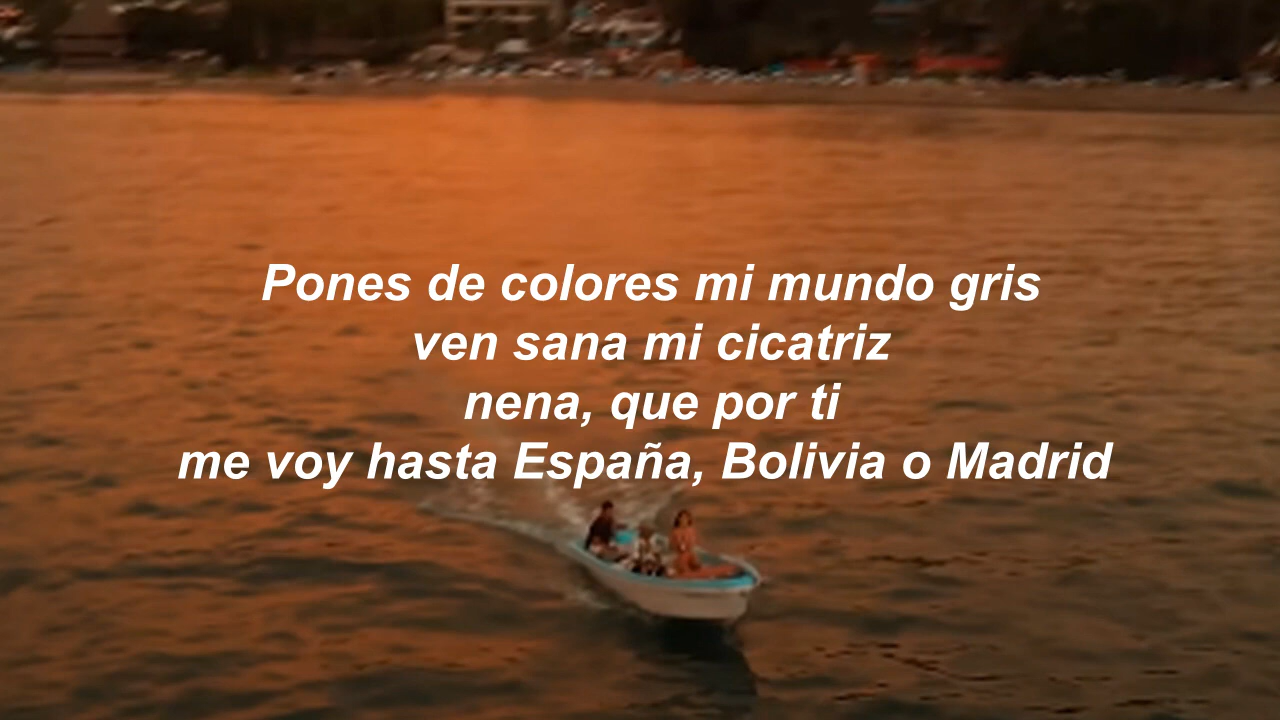 Pones de colores mi mundo gris
ven sana mi cicatriz
nena, que por ti
me voy hasta España, Bolivia o Madrid